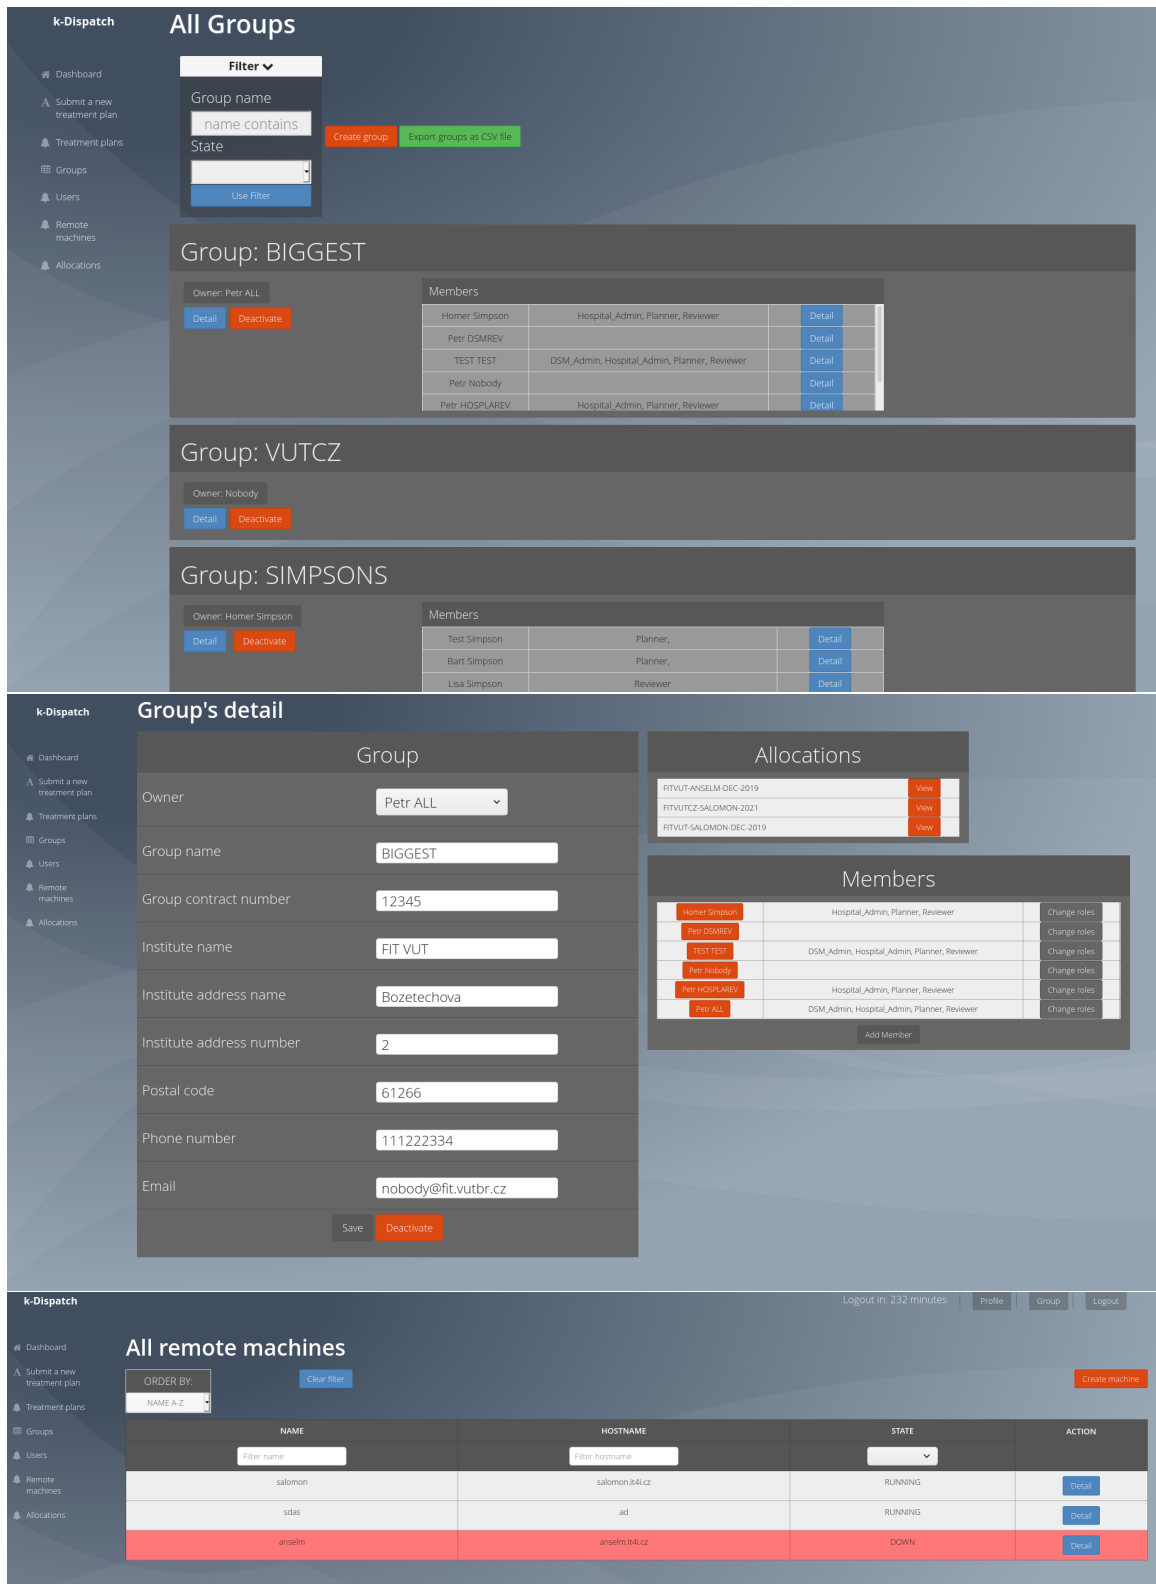 k-Dispatch
All Groups
Dashboard
Submit a new
treatment plan
Treatment plans
Groups
Users
Remote
machines
Allocations
Filter
Group name
name contains
State
Use Filter
Create group
Export groups as CSV file
Group: BIGGEST
Owner: Petr ALL
Detail
Deactivate
Members
Homer Simpson Hospital_Admin, Planner, Reviewer Detail
Petr DSMREV Detail
TEST TEST DSM_Admin, Hospital_Admin, Planner, Reviewer Detail
Petr Nobody Detail
Petr HOSPLAREV Hospital_Admin, Planner, Reviewer Detail
Group: VUTCZ
Owner: Nobody
Detail
Deactivate
Group: SIMPSONS
Owner: Homer Simpson
Detail
Deactivate
Members
Test Simpson Planner, Detail
Bart Simpson Planner, Detail
Lisa Simpson Reviewer Detail
k-Dispatch
Group's detail
Dashboard
Submit a new
treatment plan
Treatment plans
Groups
Users
Remote
machines
Allocations
Group
Owner Petr ALL
Group name BIGGEST
Group contract number 12345
Institute name FIT VUT
Institute address name Bozetechova
Institute address number 2
Postal code 61266
Phone number 111222334
Email nobody@fit.vutbr.cz
Save
Deactivate
Allocations
FITVUT-ANSELM-DEC-2019 View
FITVUTCZ-SALOMON-2021 View
FITVUT-SALOMON-DEC-2019 View
Members
Homer Simpson Hospital_Admin, Planner, Reviewer Change roles
Petr DSMREV Change roles
TEST TEST DSM_Admin, Hospital_Admin, Planner, Reviewer Change roles
Petr Nobody Change roles
Petr HOSPLAREV Hospital_Admin, Planner, Reviewer Change roles
Petr ALL DSM_Admin, Hospital_Admin, Planner, Reviewer Change roles
Add Member
k-Dispatch
Logout in: 232 minutes
Profile
Group
Logout
Dashboard
Submit a new
treatment plan
Treatment plans
Groups
Users
Remote
machines
Allocations
All remote machines
ORDER BY:
NAME A-Z
Clear filter
Create machine
NAME HOSTNAME STATE ACTION
Filter name Filter hostname
salomon salomon.it4i.cz RUNNING Detail
sdas ad RUNNING Detail
anselm anselm.it4i.cz DOWN Detail